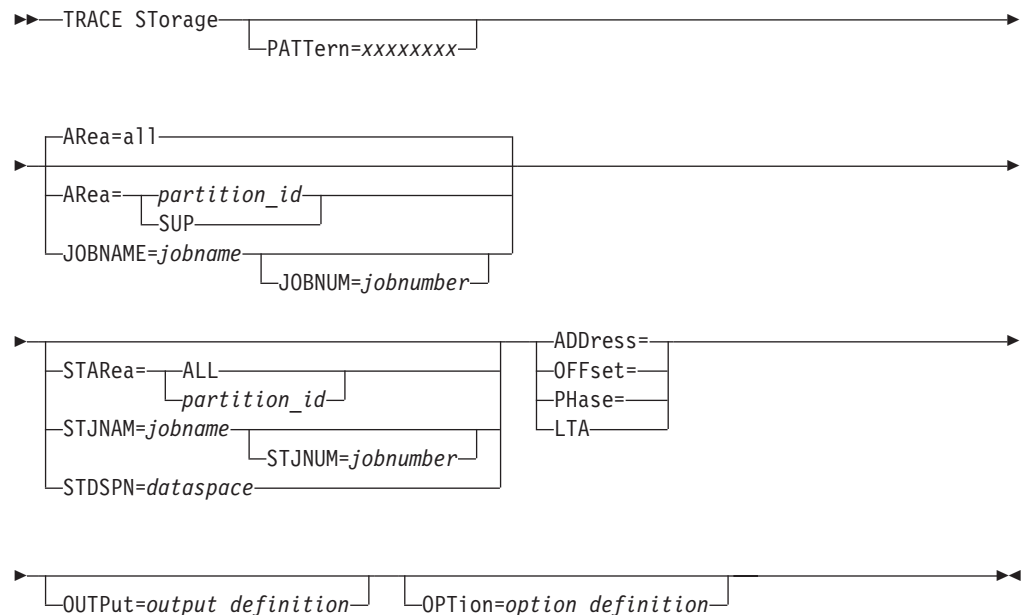 TRACE STorage
PATTern=xxxxxxxx
ARea=all
ARea= partition_id
SUP
JOBNAME=jobname
JOBNUM=jobnumber
ADDress=
STARea= ALL OFFset=
partition_id PHase=
STJNAM=jobname LTA
STJNUM=jobnumber
STDSPN=dataspace
OUTPut=output definition OPTion=option definition